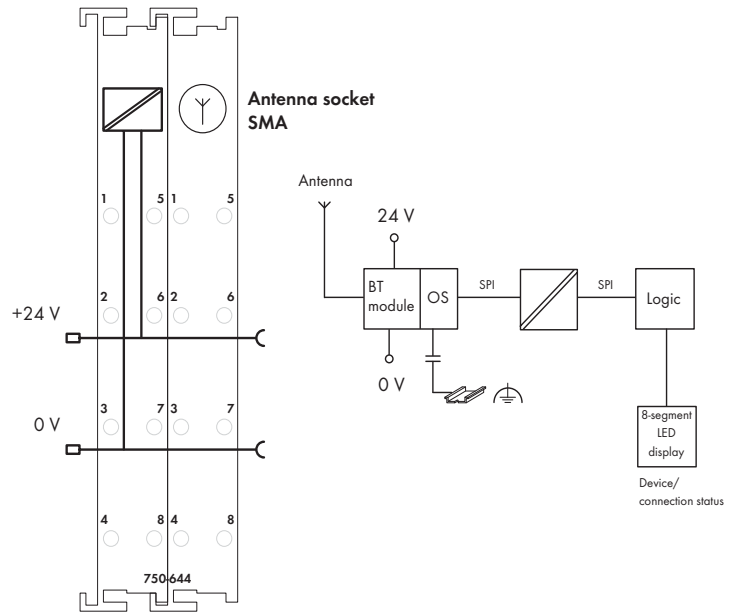 Antenna socket
SMA
1 5 1 5
2 6 2 6
+24 V
3 7 3 7
0 V
4 8 4 8
750-644
Antenna
24 V
BT
module
OS
SPI
SPI
Logic
0 V
8-segment
LED
display
Device/
connection status